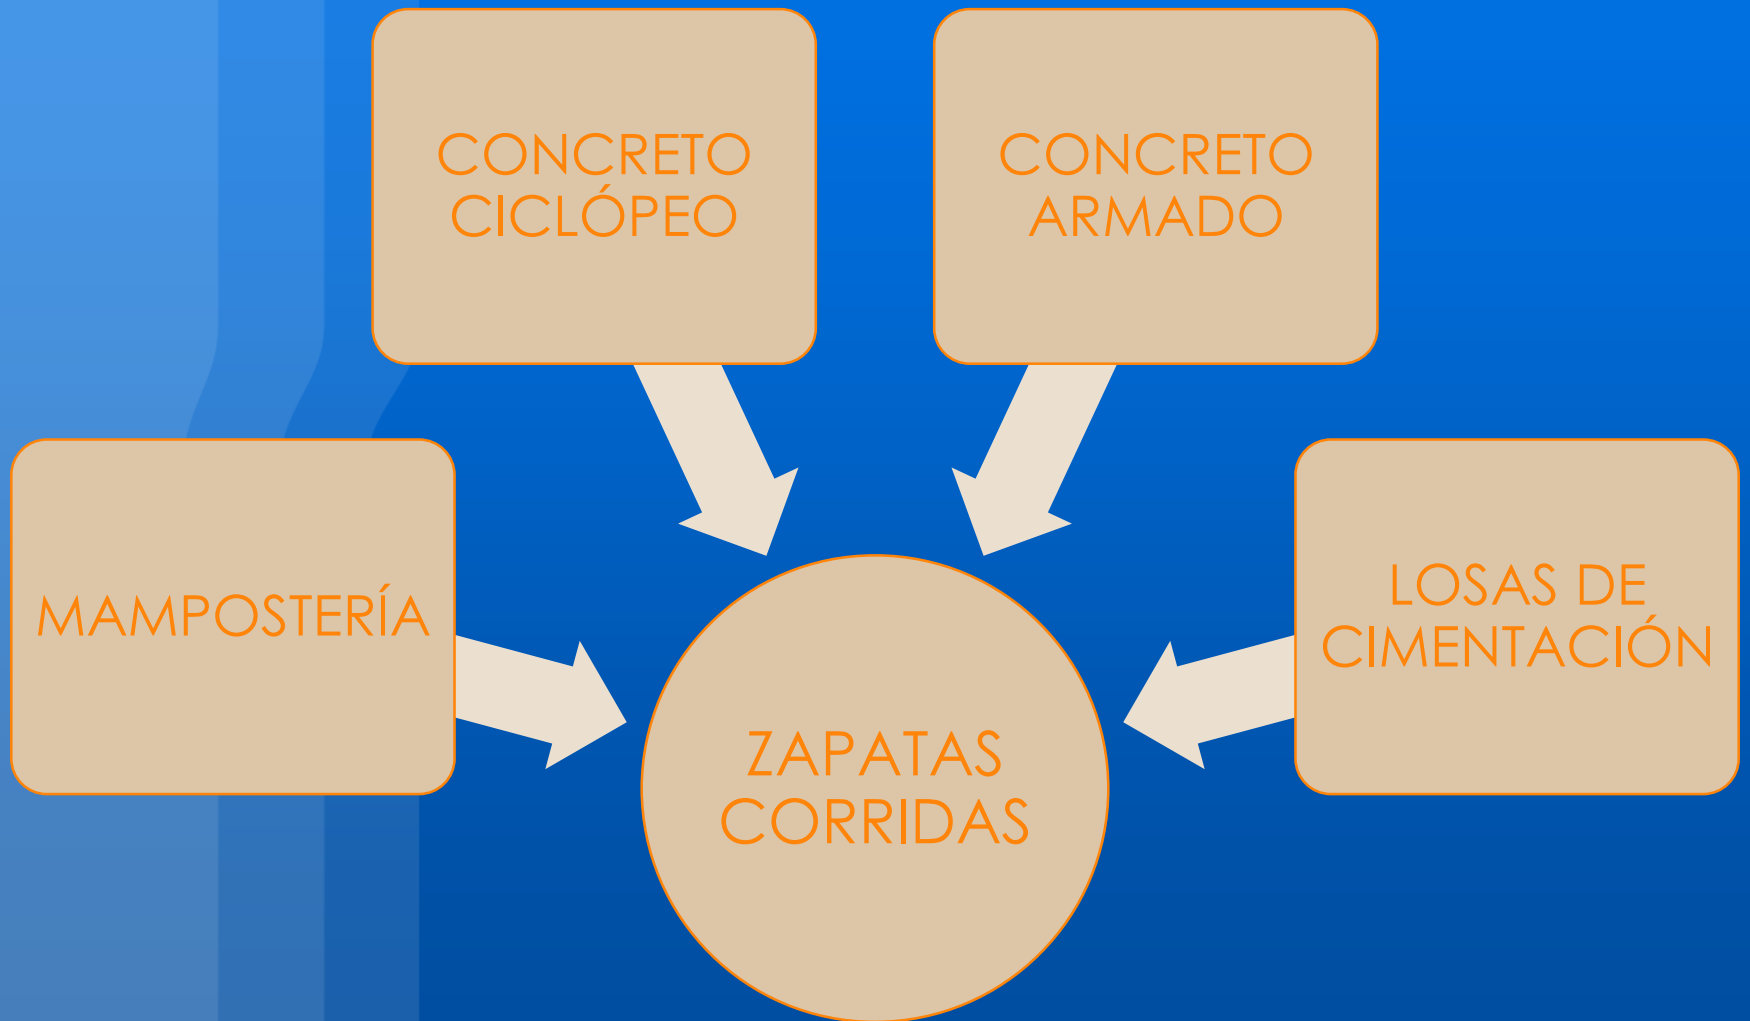 CONCRETO
CICLÓPEO
CONCRETO
ARMADO
MAMPOSTERÍA
LOSAS DE
CIMENTACIÓN
ZAPATAS
CORRIDAS